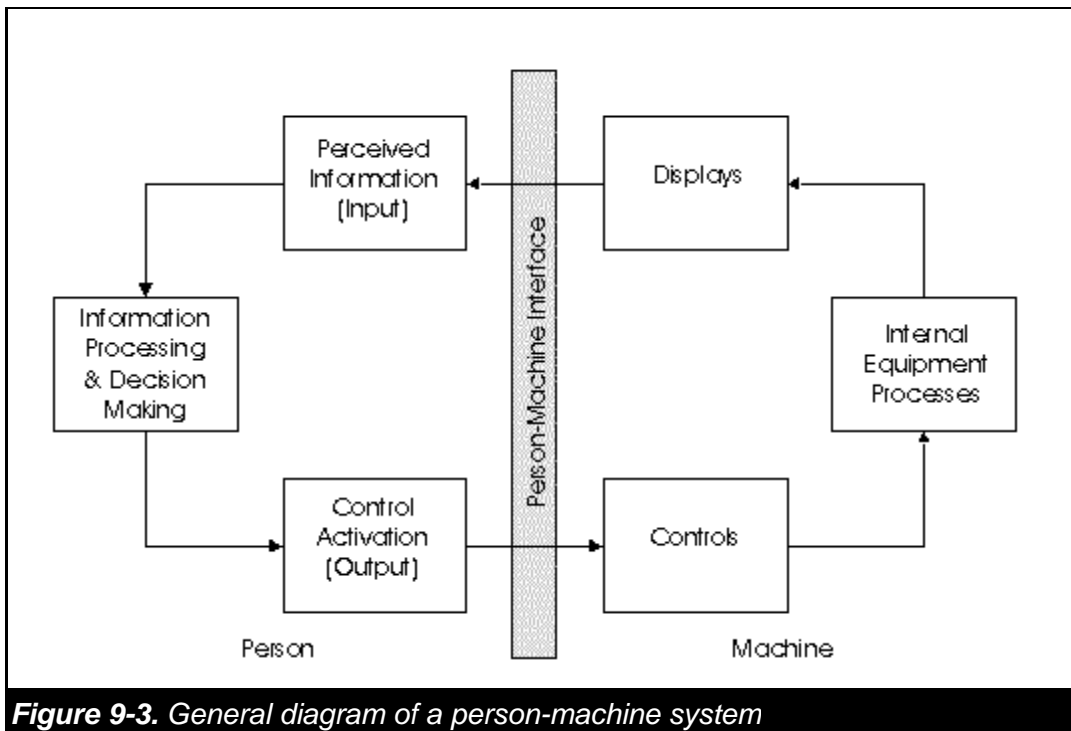 Perceived
Information
(Input)
Displays
Person-Machine Interface
Information
Processing
& Decision
Making
Internal
Equipment
Processes
Control
Activation
(Output)
Controls
Person
Machine
Figure 9-3. General diagram of a person-machine system